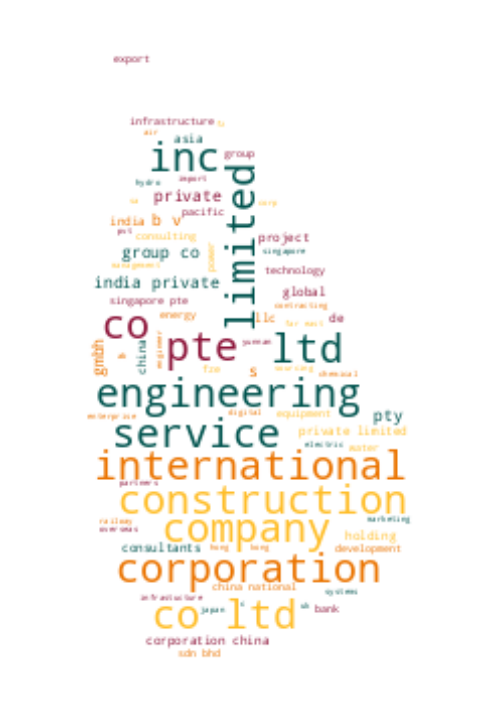 export
infrastructure
air
asia
inc group
limited
hydro import
private
corp
pacific
india b v
pvt
consulting project
group co power singapore
management
technology
india private
global
singapore pte
contracting
energy llc far east de
co
engineer
pte yunnan ltd
gmbh china
fze s sourcing chemical
engineering
enterprise digital equipment pty
service private limited
electric water
international
partners
construction
railway marketing
overseas company
holding
consultants hong kong development
corporation
china national
systems
infrastucture
co ltd
japan uk bank
corporation china
sdn bhd